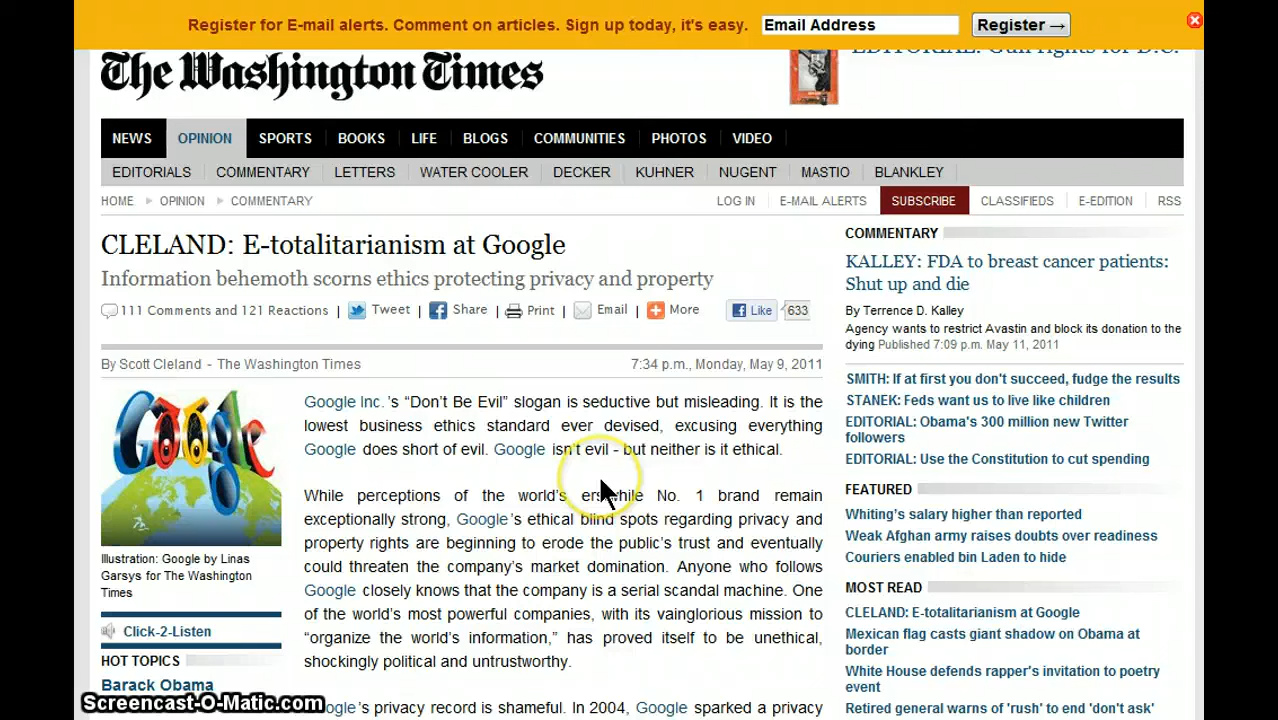 Register for E-mail alerts. Comment on articles. Sign up today, it's easy. Email Address Register →
EDITORIAL: Gun rights for D.C.
The Washington Times
NEWS OPINION SPORTS BOOKS LIFE BLOGS COMMUNITIES PHOTOS VIDEO
EDITORIALS COMMENTARY LETTERS WATER COOLER DECKER KUHNER NUGENT MASTIO BLANKLEY
HOME OPINION COMMENTARY LOG IN E-MAIL ALERTS SUBSCRIBE CLASSIFIEDS E-EDITION RSS
CLELAND: E-totalitarianism at Google
Information behemoth scorns ethics protecting privacy and property
111 Comments and 121 Reactions | Tweet | Share | Print | Email | More Like 633
By Scott Cleland - The Washington Times 7:34 p.m., Monday, May 9, 2011
Google
Illustration: Google by Linas
Garsys for The Washington
Times
Click-2-Listen
HOT TOPICS
Barack Obama
Google Inc.'s “Don't Be Evil” slogan is seductive but misleading. It is the
lowest business ethics standard ever devised, excusing everything
Google does short of evil. Google isn't evil - but neither is it ethical.
While perceptions of the world's erstwhile No. 1 brand remain
exceptionally strong, Google's ethical blind spots regarding privacy and
property rights are beginning to erode the public's trust and eventually
could threaten the company's market domination. Anyone who follows
Google closely knows that the company is a serial scandal machine. One
of the world's most powerful companies, with its vainglorious mission to
“organize the world's information,” has proved itself to be unethical,
shockingly political and untrustworthy.
Google's privacy record is shameful. In 2004, Google sparked a privacy
COMMENTARY
KALLEY: FDA to breast cancer patients:
Shut up and die
By Terrence D. Kalley
Agency wants to restrict Avastin and block its donation to the
dying Published 7:09 p.m. May 11, 2011
SMITH: If at first you don't succeed, fudge the results
STANEK: Feds want us to live like children
EDITORIAL: Obama's 300 million new Twitter
followers
EDITORIAL: Use the Constitution to cut spending
FEATURED
Whiting's salary higher than reported
Weak Afghan army raises doubts over readiness
Couriers enabled bin Laden to hide
MOST READ
CLELAND: E-totalitarianism at Google
Mexican flag casts giant shadow on Obama at
border
White House defends rapper's invitation to poetry
event
Retired general warns of 'rush' to end 'don't ask'
Screencast-O-Matic.com